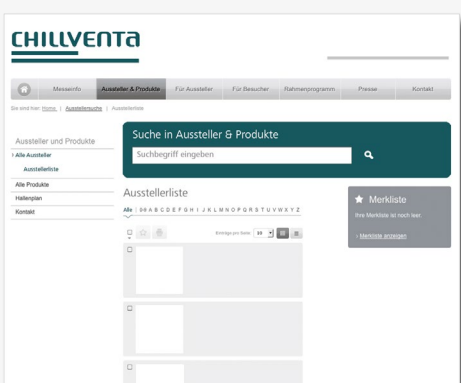 CHILLVENTA
Messeinfo Aussteller & Produkte Für Aussteller Für Besucher Rahmenprogramm Presse Kontakt
Sie sind hier: Home | Ausstellersuche | Ausstellerliste
Aussteller und Produkte
› Alle Aussteller
Ausstellerliste
Alle Produkte
Hallenplan
Kontakt
Suche in Aussteller & Produkte
Suchbegriff eingeben
Ausstellerliste
Alle | 0-9 A B C D E F G H I J K L M N O P Q R S T U V W X Y Z
Einträge pro Seite: 10
Merkliste
Ihre Merkliste ist noch leer.
› Merkliste anzeigen